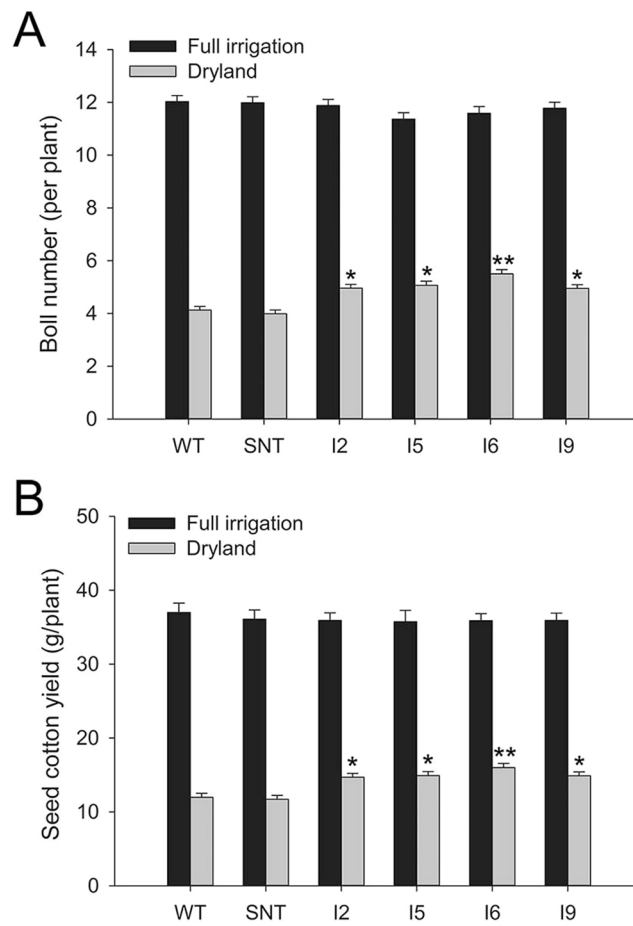 A
Full irrigation
Dryland
Boll number (per plant)
14
12
10
8
6
4
2
0
* * ** *
WT SNT I2 I5 I6 I9
B
Full irrigation
Dryland
Seed cotton yield (g/plant)
50
40
30
20
10
0
* * ** *
WT SNT I2 I5 I6 I9